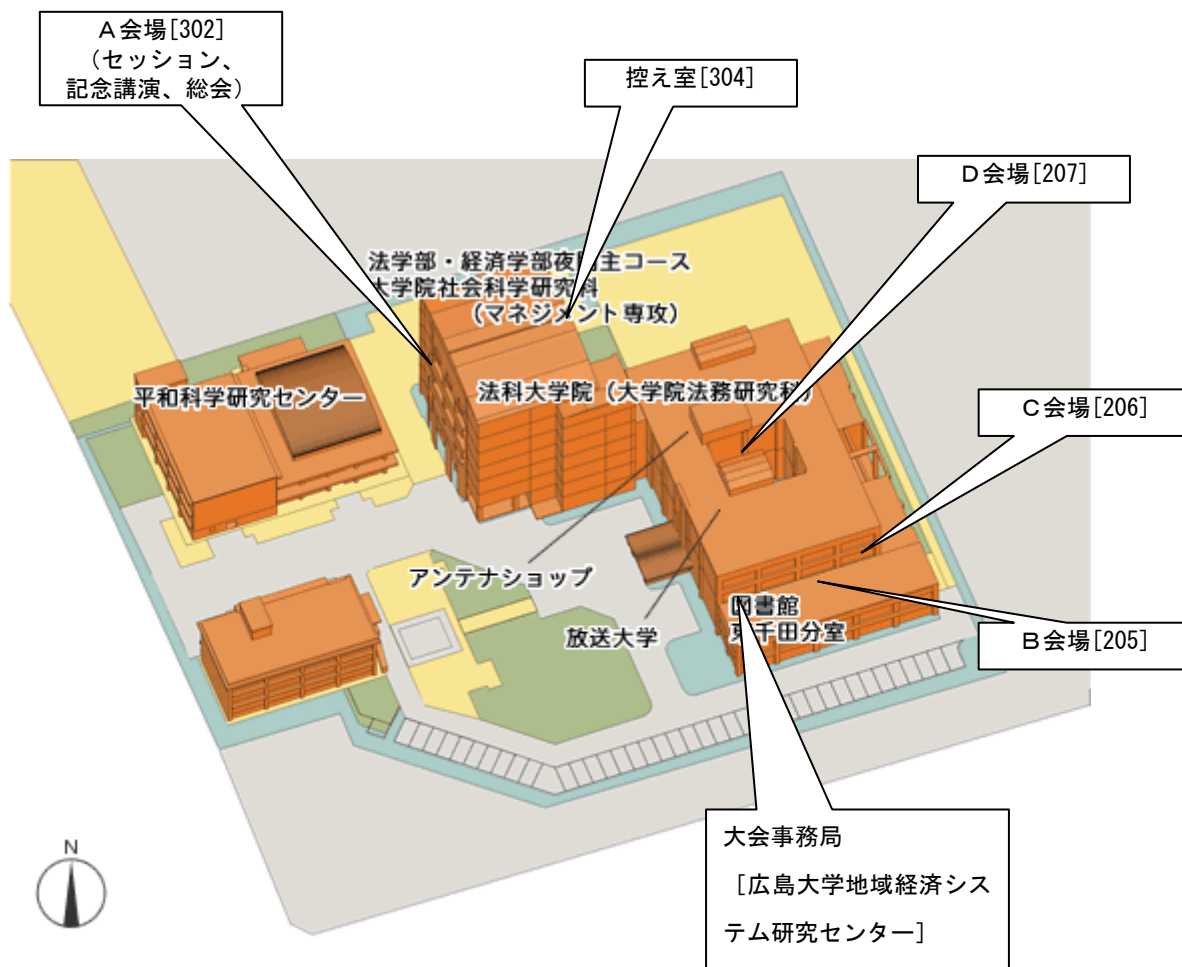 A会場[302]
(セッション、
記念講演、総会)
控え室[304]
D会場[207]
法学部・経済学部夜間主コース
大学院社会科学研究科
(マネジメント専攻)
平和科学研究センター
法科大学院(大学院法務研究科)
C会場[206]
アンテナショップ
放送大学
図書館
東千田分室
B会場[205]
大会事務局
[広島大学地域経済シス
テム研究センター]
N